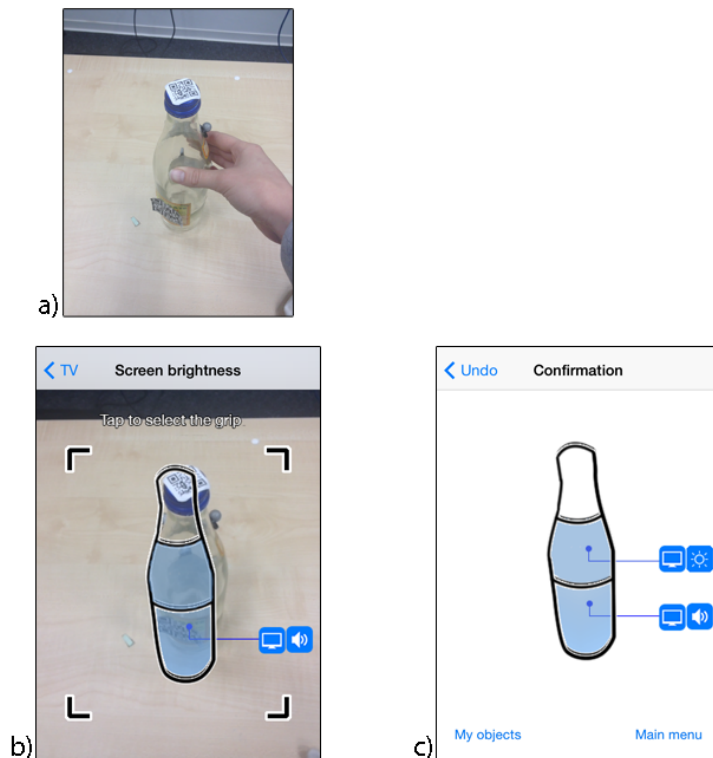 a)
TV
Screen brightness
Tap to select the grip.
b)
Undo
Confirmation
My objects
Main menu
c)